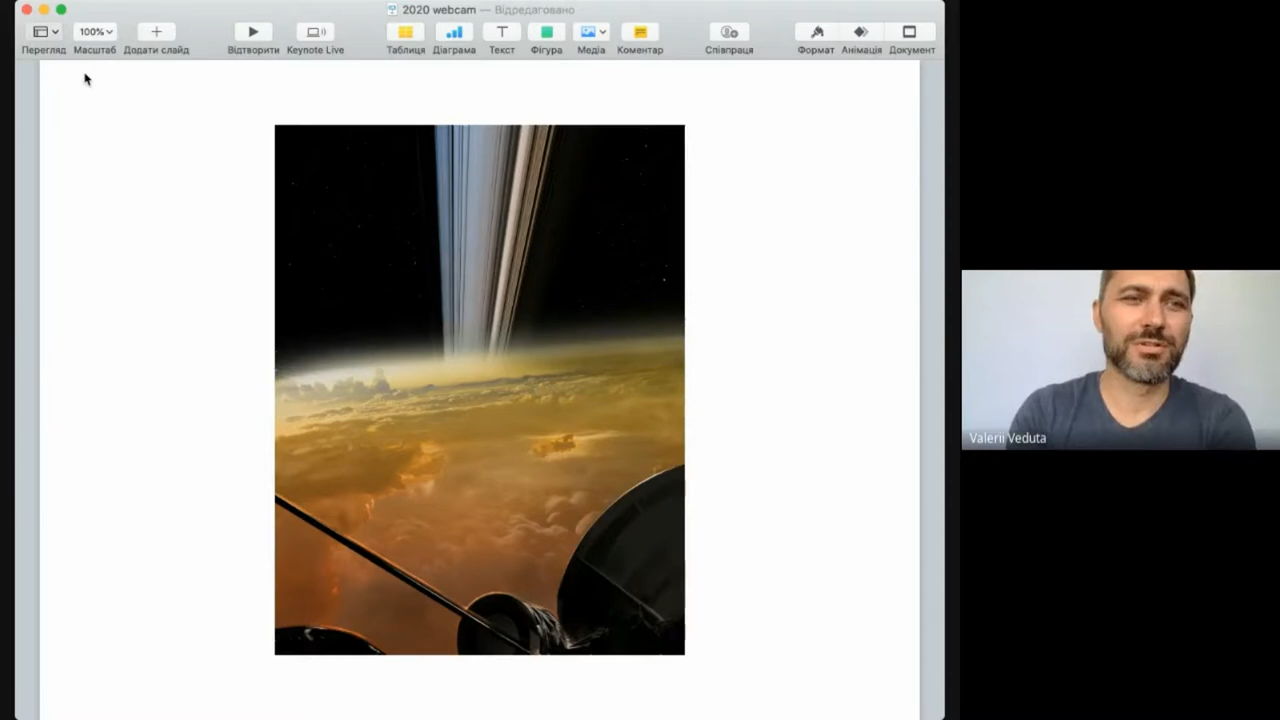 2020 webcam — Відредаговано
100%
Перегляд Масштаб Додати слайд Відтворити Keynote Live Таблиця Діаграма Текст Фігура Медіа Коментар Співпраця Формат Анімація Документ
Valerii Veduta